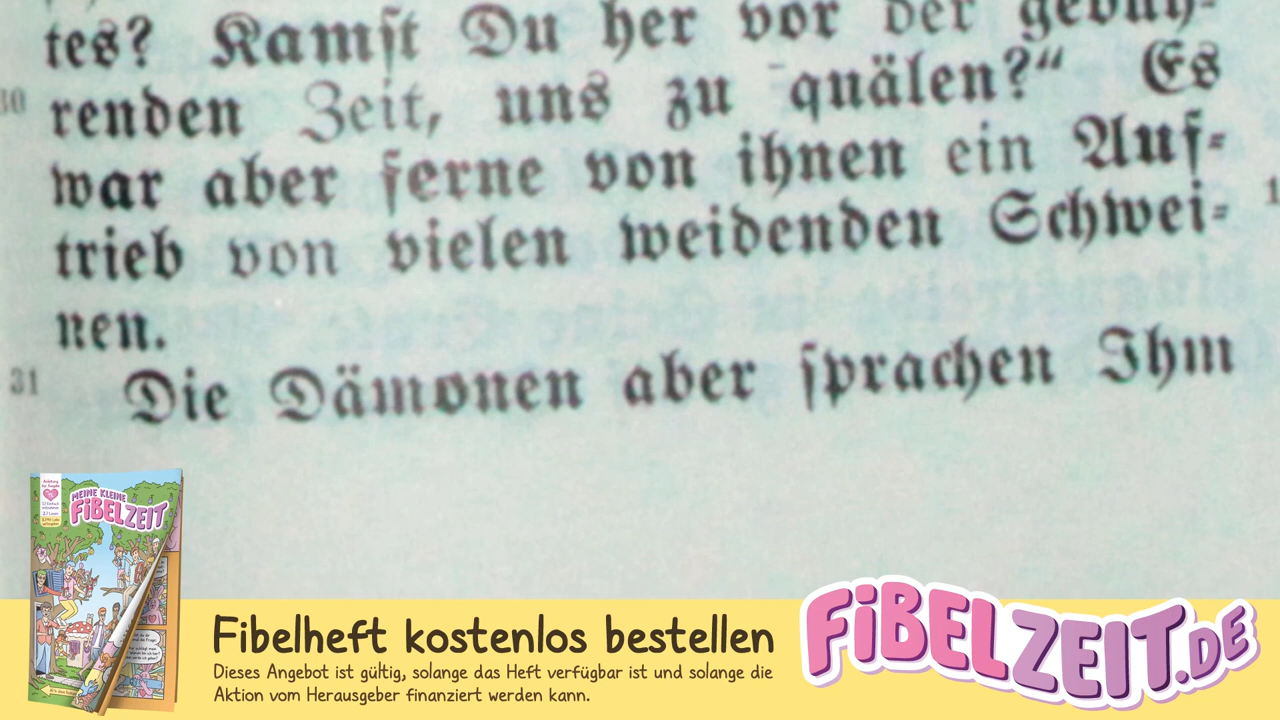 tes? Kamſt Du her vor der gebüh-
30 renden Zeit, uns zu quälen?“ Es
war aber ferne von ihnen ein Auf-
trieb von vielen weidenden Schwei-
nen.
31 Die Dämonen aber ſprachen Ihm
MEINE KLEINE
FiBELZEiT
Fibelheft kostenlos bestellen
Dieses Angebot ist gültig, solange das Heft verfügbar ist und solange die
Aktion vom Herausgeber finanziert werden kann.
FiBELZEiT.DE